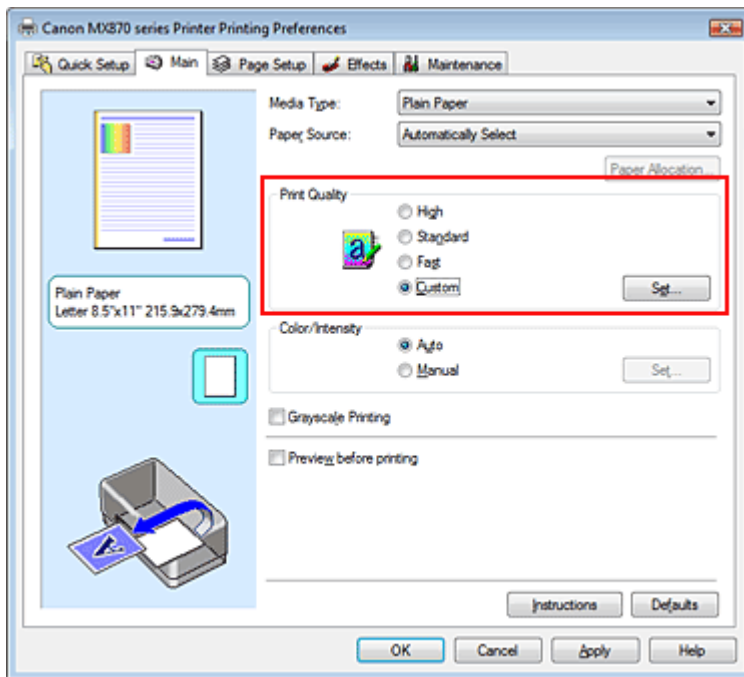 Canon MX870 series Printer Printing Preferences
Quick Setup Main Page Setup Effects Maintenance
Media Type: Plain Paper
Paper Source: Automatically Select
Paper Allocation...
Print Quality
High
Standard
Fast
a
Custom Set...
Plain Paper
Letter 8.5"x11" 215.9x279.4mm
Color/Intensity
Auto
Manual Set...
Grayscale Printing
Preview before printing
A
Instructions Defaults
OK Cancel Apply Help